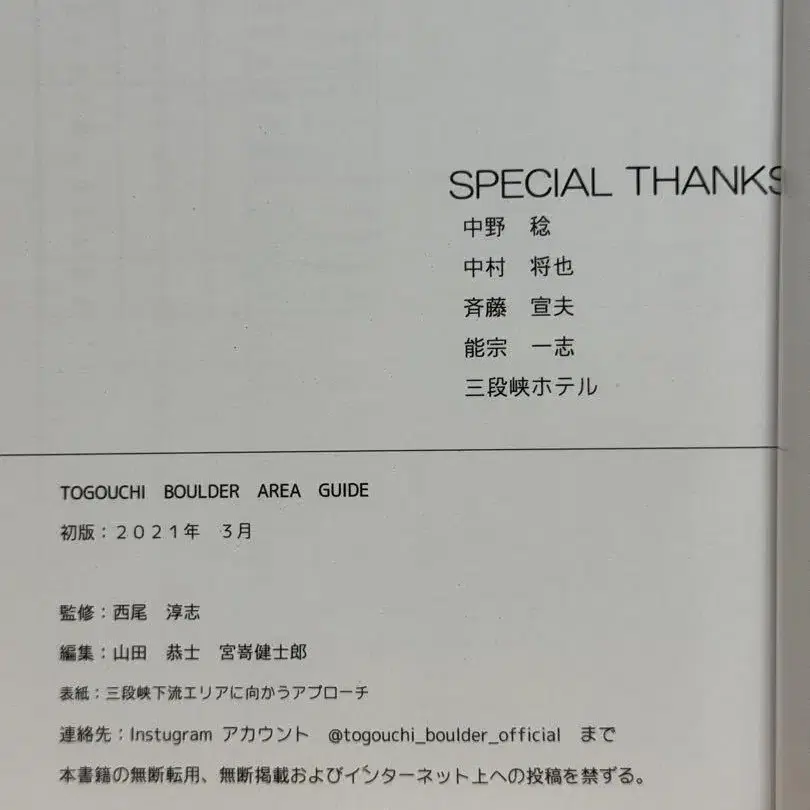 SPECIAL THANKS
中野　稔
中村　将也
斉藤　宣夫
能宗　一志
三段峡ホテル
TOGOUCHI　BOULDER　AREA　GUIDE
初版：２０２１年　３月
監修：西尾　淳志
編集：山田　恭士　宮嵜健士郎
表紙：三段峡下流エリアに向かうアプローチ
連絡先：Instugram アカウント　@togouchi_boulder_official　まで
本書籍の無断転用、無断掲載およびインターネット上への投稿を禁ずる。